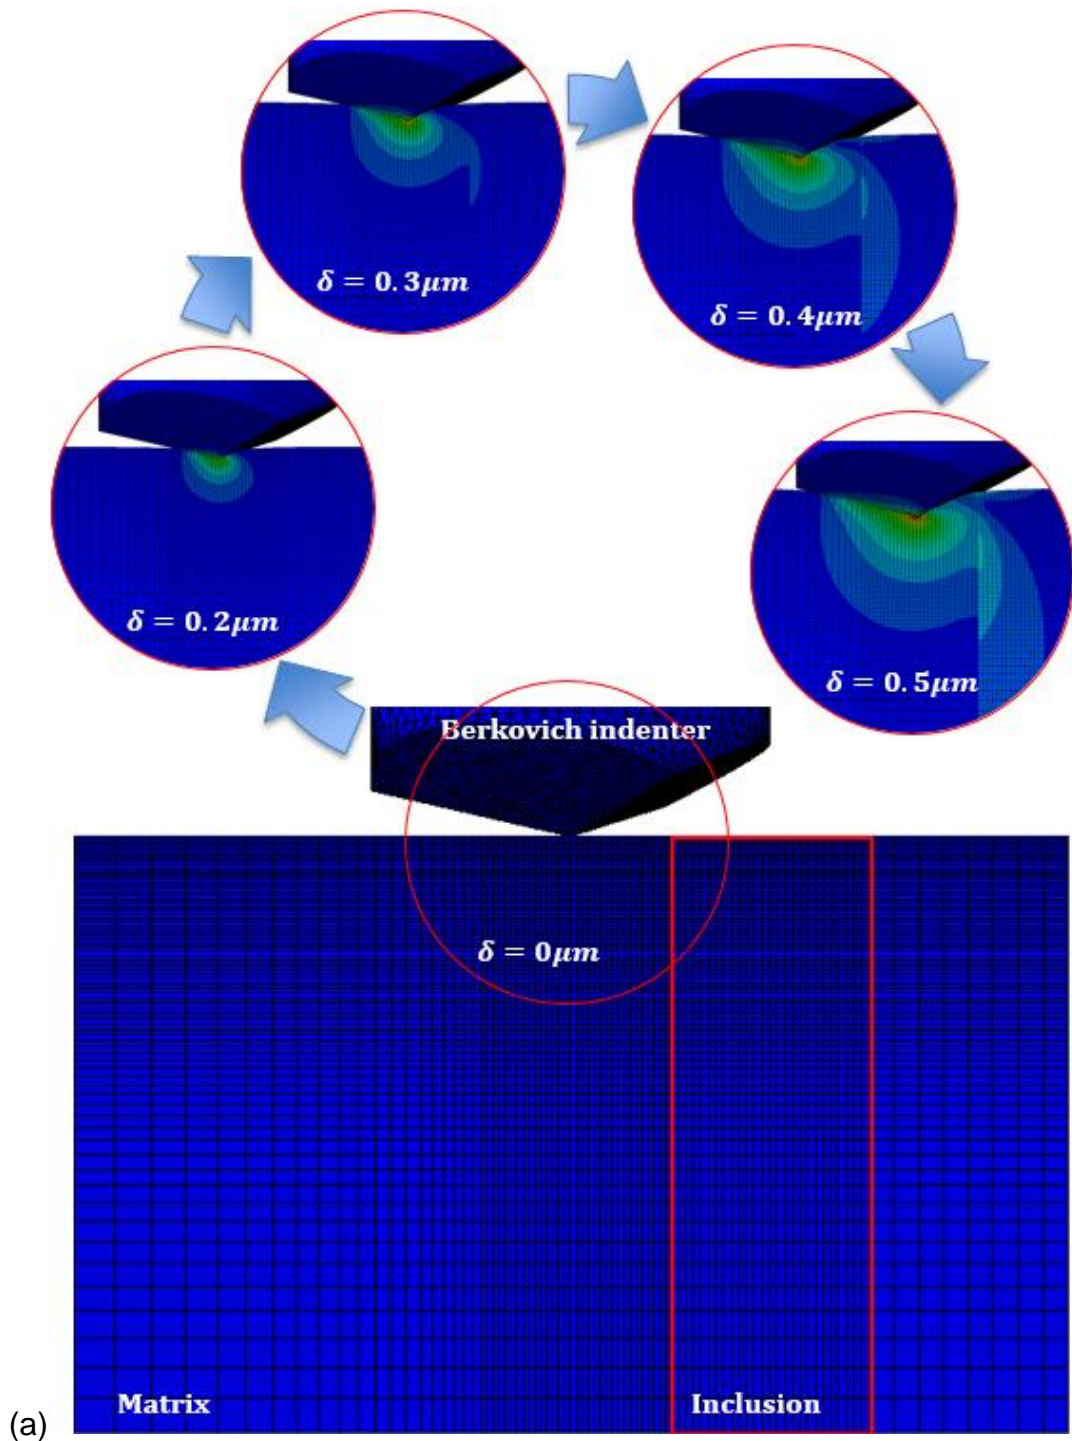 δ = 0.3μm
δ = 0.4μm
δ = 0.2μm
δ = 0.5μm
Berkovich indenter
δ = 0μm
Matrix
Inclusion
(a)